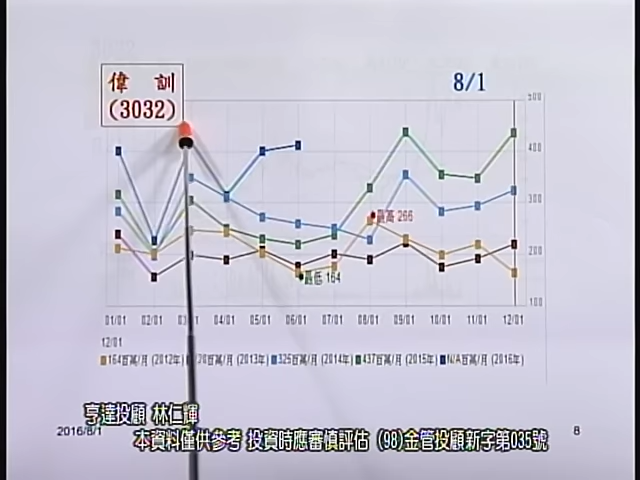 偉訓
(3032)
8/1
500
400
300
200
100
最高 266
最低 164
01/01 02/01 04/01 05/01 06/01 07/01 08/01 09/01 10/01 11/01 12/01
12/01
164百萬/月 (2012年) 百萬/月 (2013年) 325百萬/月 (2014年) 437百萬/月 (2015年) N/A百萬/月 (2016年)
亨達投顧 林仁輝
2016/8/1
本資料僅供參考 投資時應審慎評估 (98)金管投顧新字第035號
8